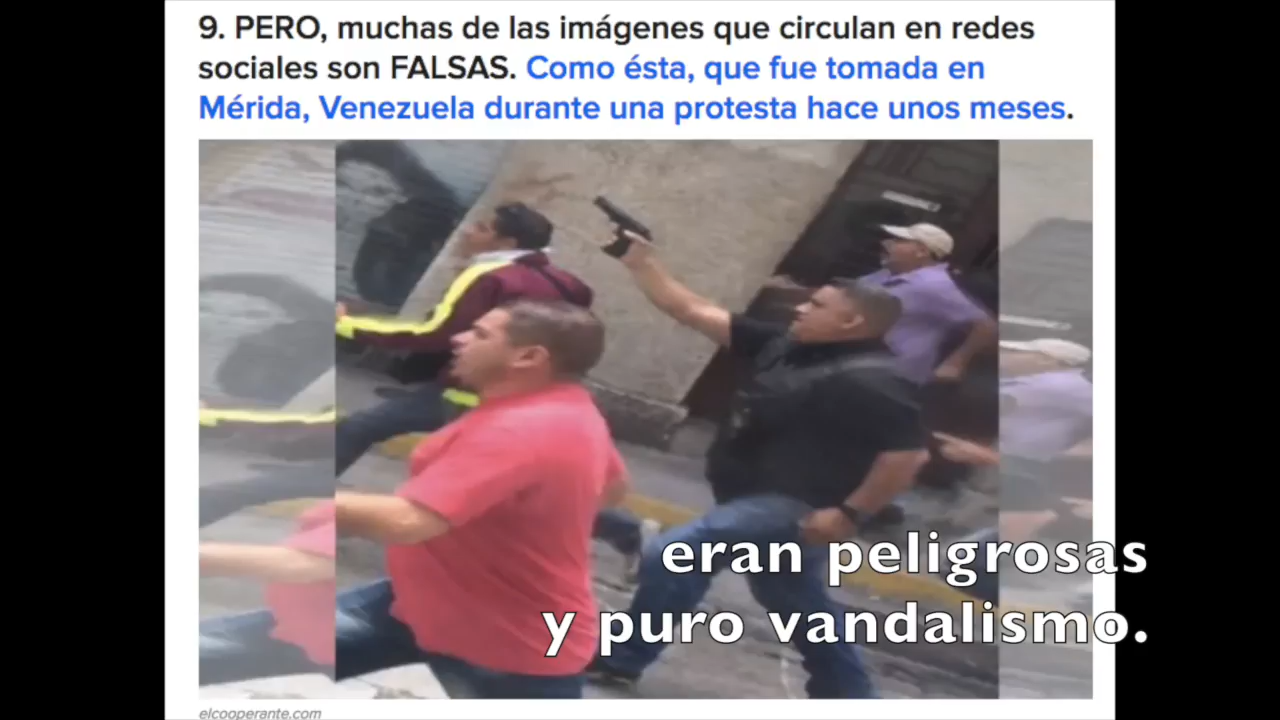 9. PERO, muchas de las imágenes que circulan en redes
sociales son FALSAS. Como ésta, que fue tomada en
Mérida, Venezuela durante una protesta hace unos meses.
eran peligrosas
y puro vandalismo.
elcooperante.com